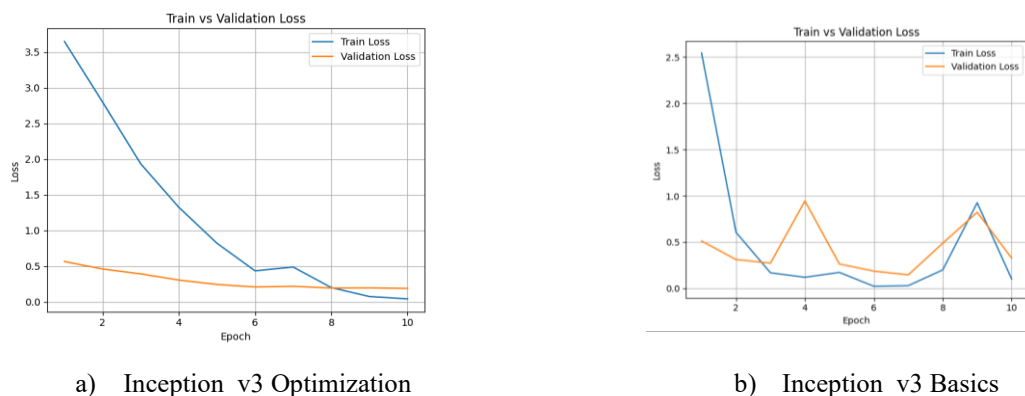 Train vs Validation Loss
Train Loss
Validation Loss
3.5
3.0
2.5
2.0
1.5
1.0
0.5
0.0
Loss
2 4 6 8 10
Epoch
a) Inception v3 Optimization
Train vs Validation Loss
Train Loss
Validation Loss
2.5
2.0
1.5
1.0
0.5
0.0
Loss
2 4 6 8 10
Epoch
b) Inception v3 Basics